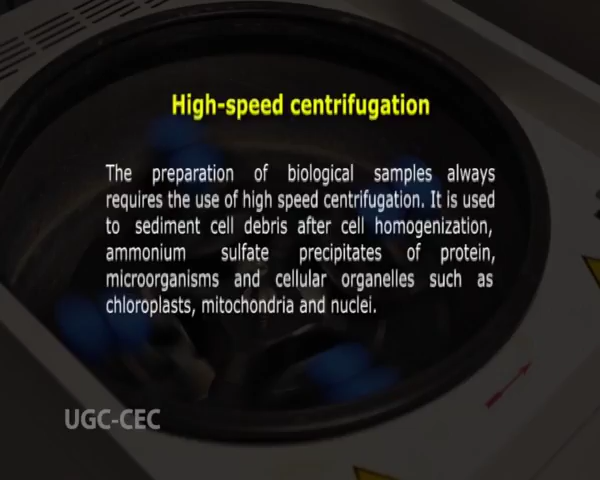 High-speed centrifugation
The preparation of biological samples always
requires the use of high speed centrifugation. It is used
to sediment cell debris after cell homogenization,
ammonium sulfate precipitates of protein,
microorganisms and cellular organelles such as
chloroplasts, mitochondria and nuclei.
UGC-CEC